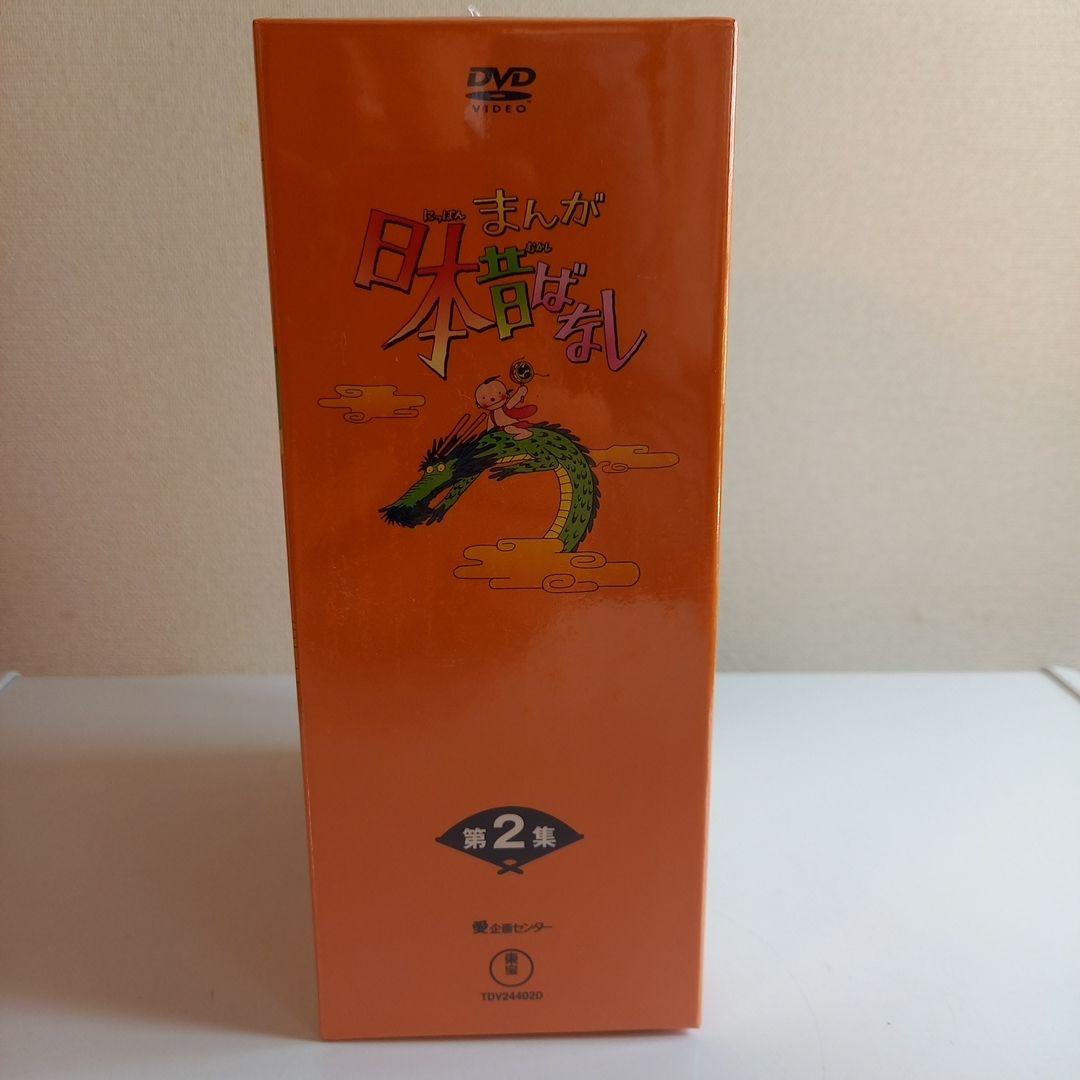 DVD
VIDEO
まんが
にっぽん むかし
日本昔ばなし
第2集
愛企画センター
東宝
TDV24402D